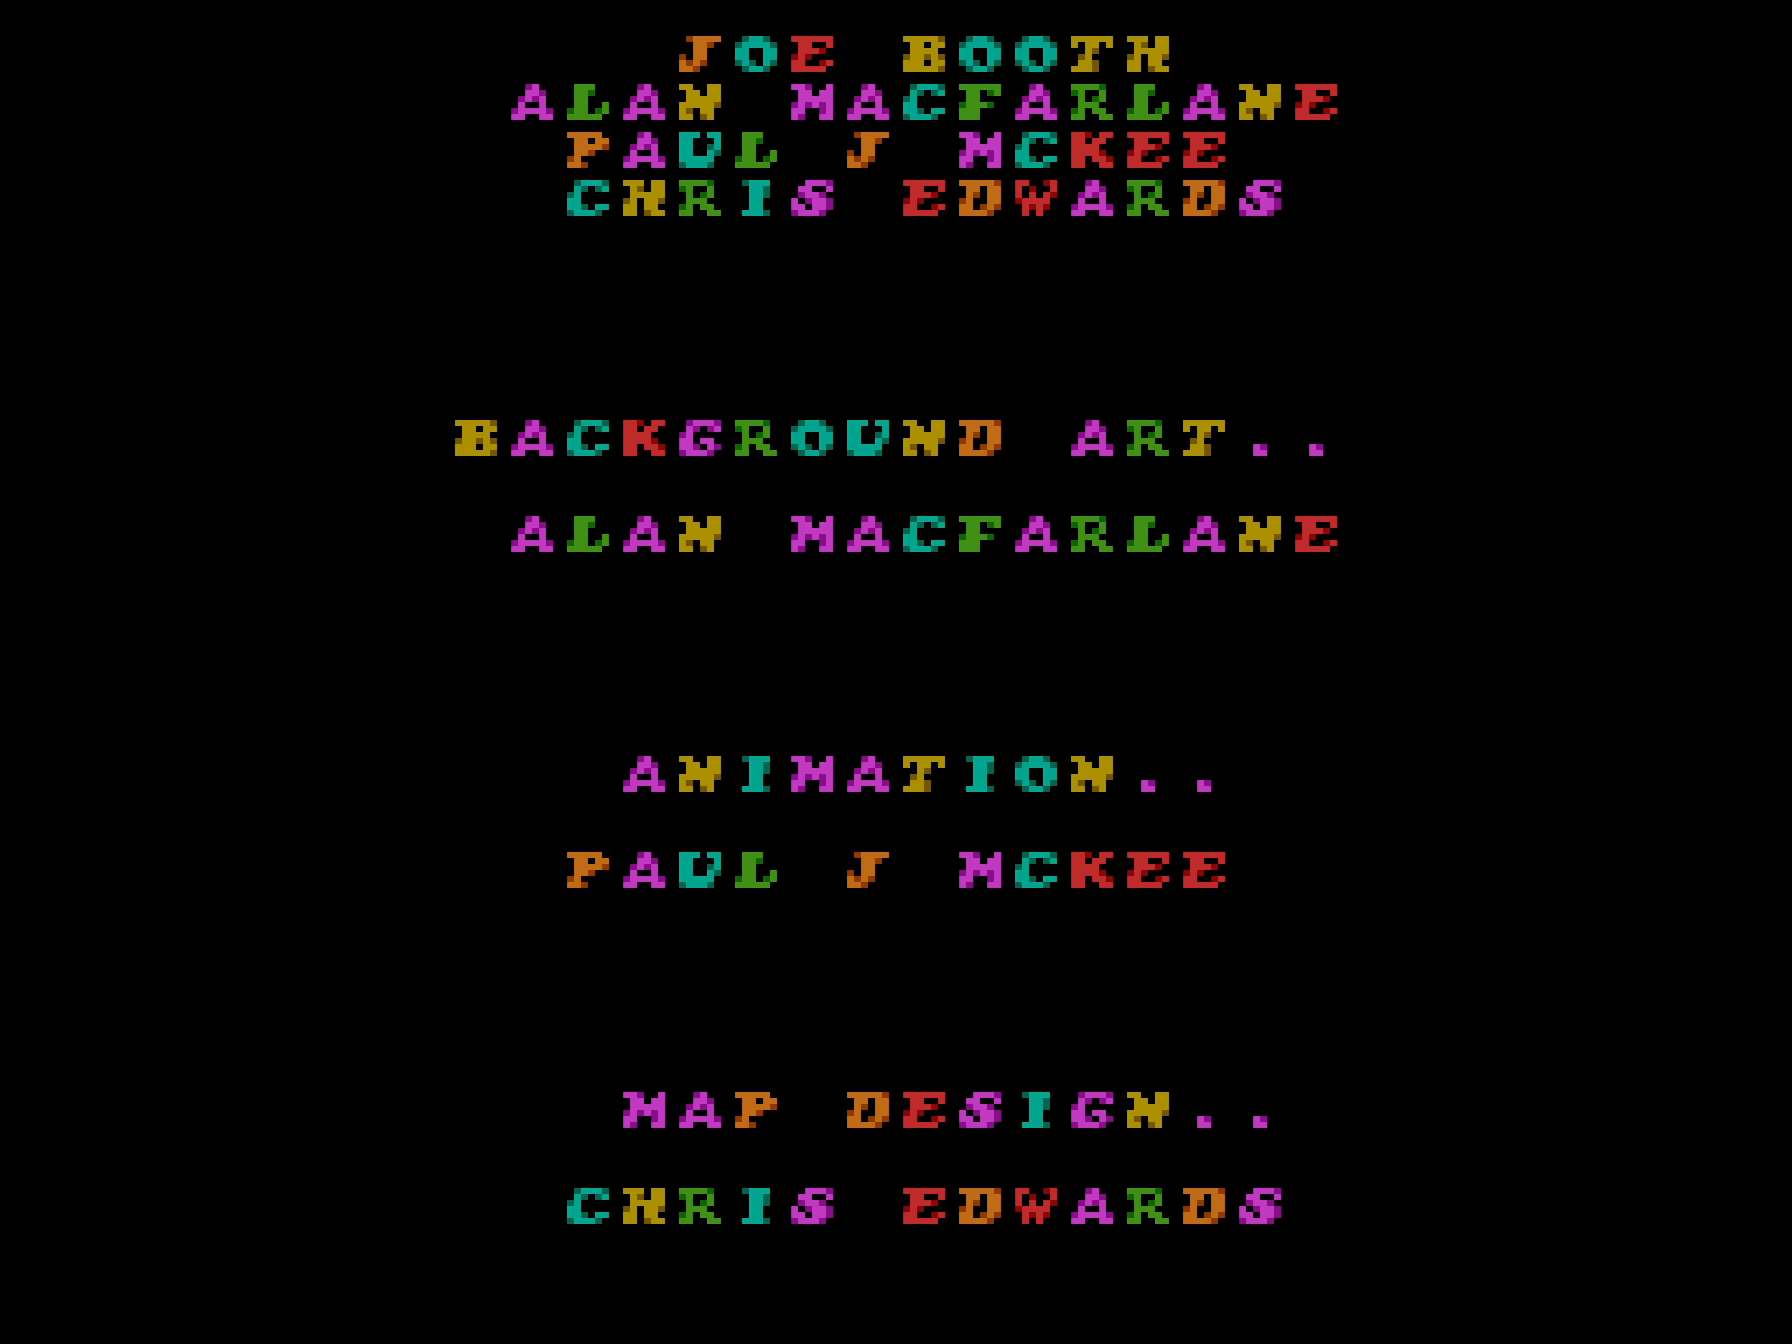 JOE BOOTH
ALAN MACFARLANE
PAUL J MCKEE
CHRIS EDWARDS
BACKGROUND ART..
ALAN MACFARLANE
ANIMATION..
PAUL J MCKEE
MAP DESIGN..
CHRIS EDWARDS